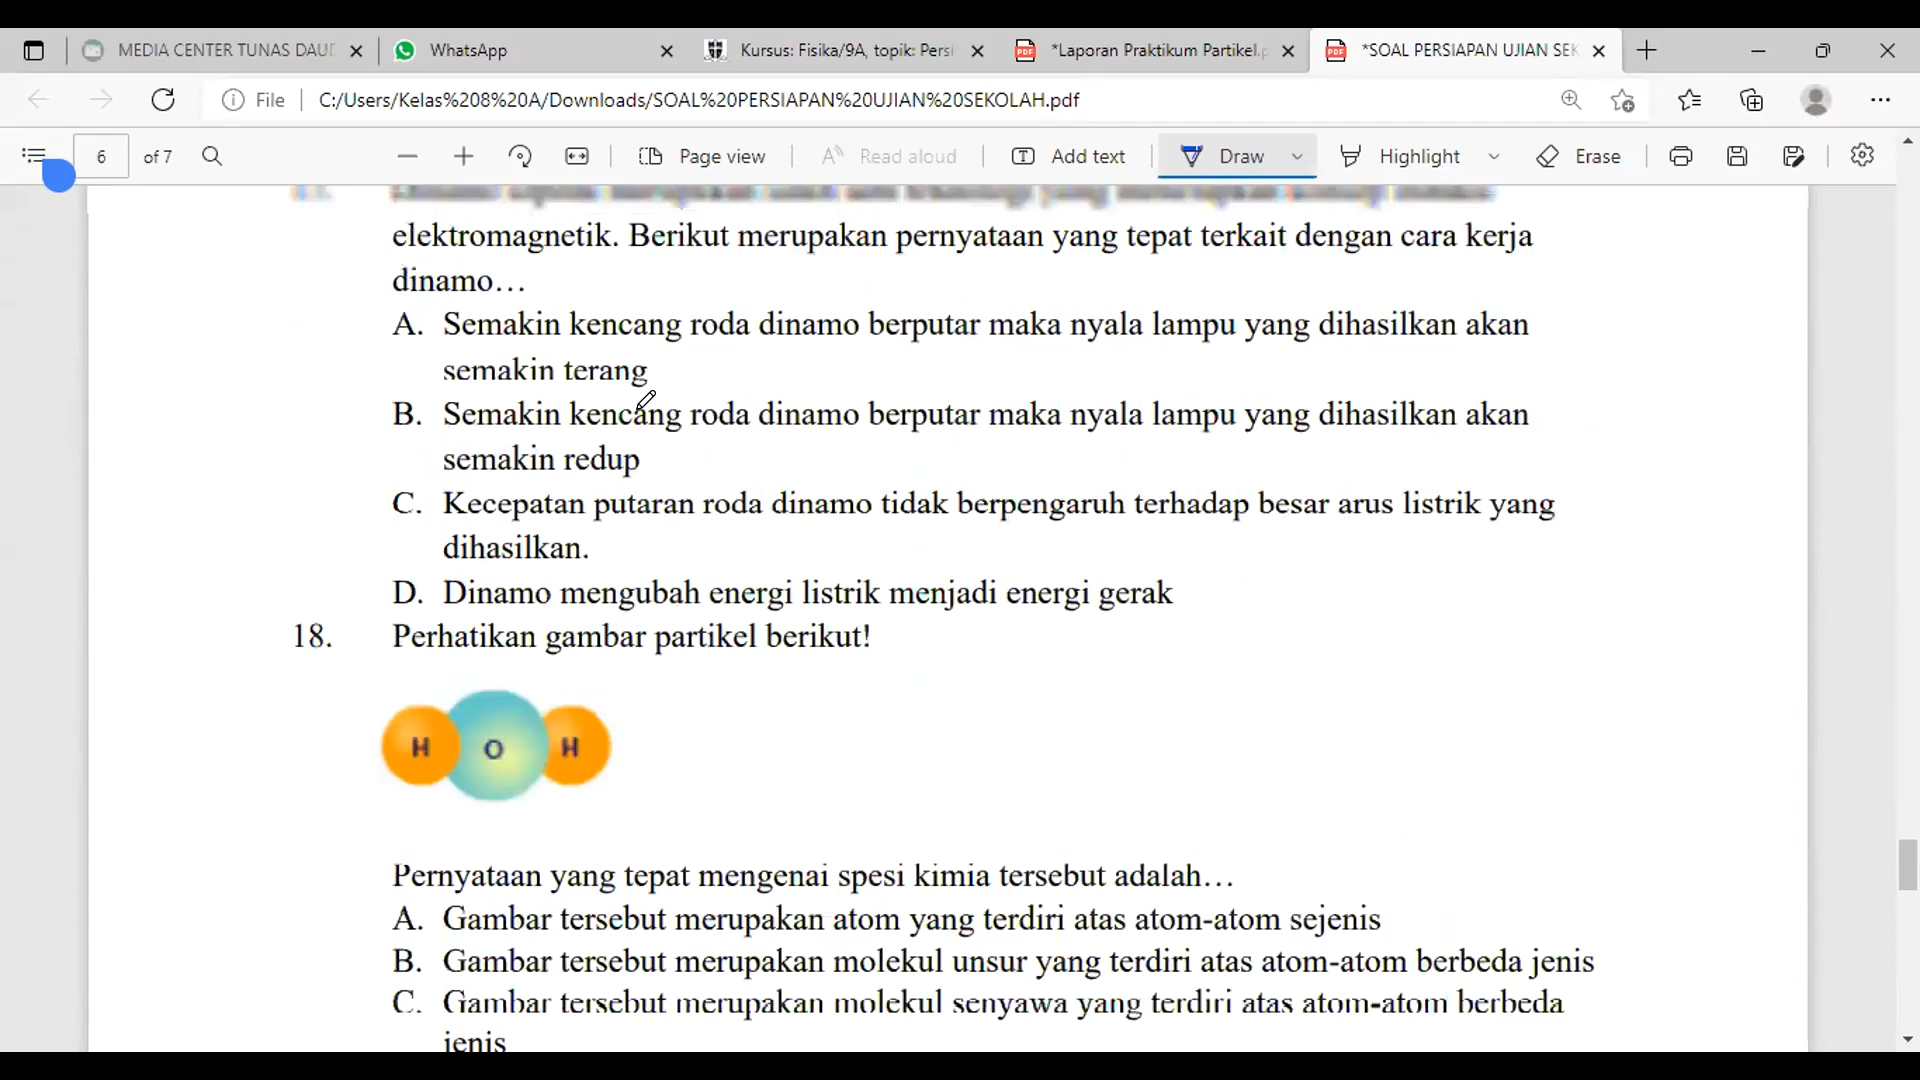 MEDIA CENTER TUNAS DAUD
WhatsApp
Kursus: Fisika/9A, topik: Persi
*Laporan Praktikum Partikel.p
*SOAL PERSIAPAN UJIAN SEK
File
C:/Users/Kelas%208%20A/Downloads/SOAL%20PERSIAPAN%20UJIAN%20SEKOLAH.pdf
6 of 7
Page view
Read aloud
Add text
Draw
Highlight
Erase
elektromagnetik. Berikut merupakan pernyataan yang tepat terkait dengan cara kerja
dinamo…
A. Semakin kencang roda dinamo berputar maka nyala lampu yang dihasilkan akan
semakin terang
B. Semakin kencang roda dinamo berputar maka nyala lampu yang dihasilkan akan
semakin redup
C. Kecepatan putaran roda dinamo tidak berpengaruh terhadap besar arus listrik yang
dihasilkan.
D. Dinamo mengubah energi listrik menjadi energi gerak
18. Perhatikan gambar partikel berikut!
H O H
Pernyataan yang tepat mengenai spesi kimia tersebut adalah…
A. Gambar tersebut merupakan atom yang terdiri atas atom-atom sejenis
B. Gambar tersebut merupakan molekul unsur yang terdiri atas atom-atom berbeda jenis
C. Gambar tersebut merupakan molekul senyawa yang terdiri atas atom-atom berbeda
jenis